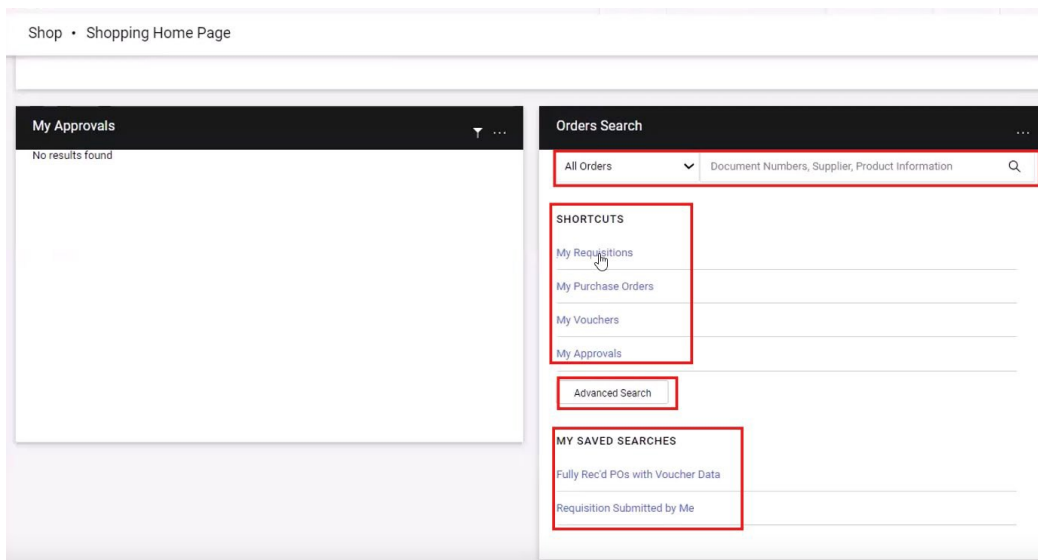 Shop • Shopping Home Page
My Approvals
No results found
Orders Search
All Orders
Document Numbers, Supplier, Product Information
SHORTCUTS
My Requisitions
My Purchase Orders
My Vouchers
My Approvals
Advanced Search
MY SAVED SEARCHES
Fully Rec'd POs with Voucher Data
Requisition Submitted by Me